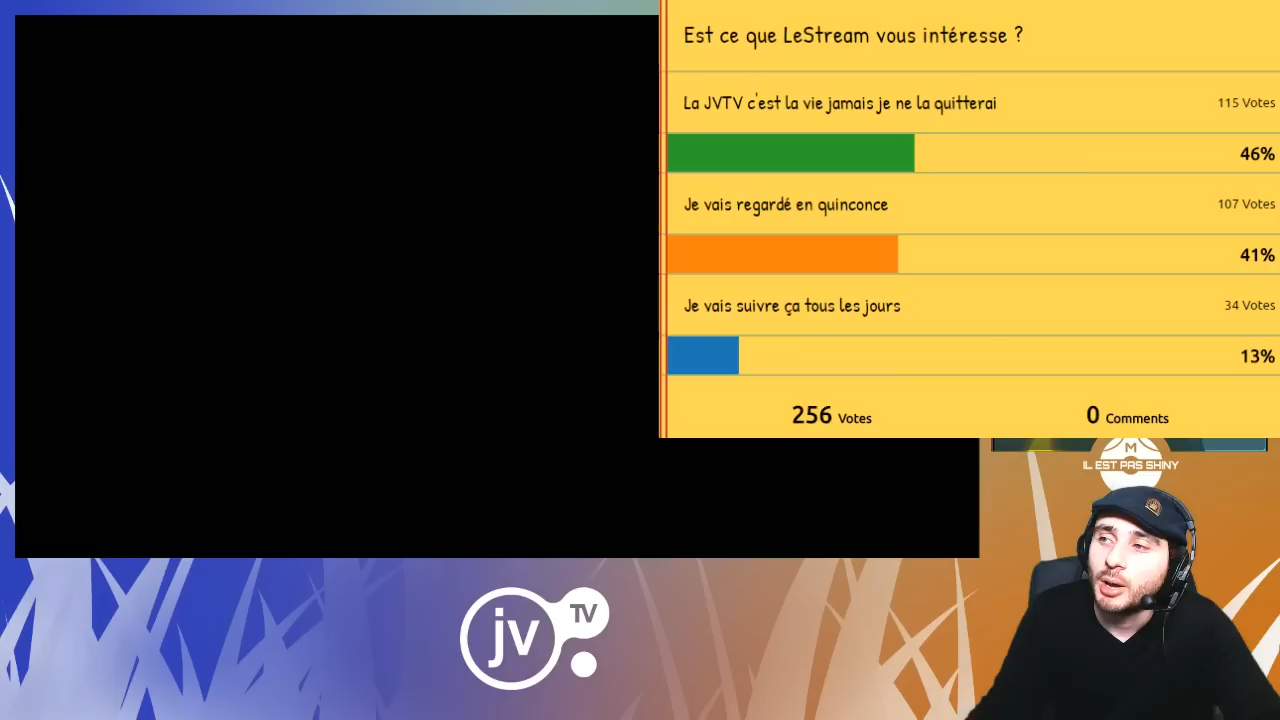 Est ce que LeStream vous intéresse ?
La JVTV c'est la vie jamais je ne la quitterai
115 Votes
46%
Je vais regardé en quinconce
107 Votes
41%
Je vais suivre ça tous les jours
34 Votes
13%
256 Votes
0 Comments
M
IL EST PAS SHINY
jv TV